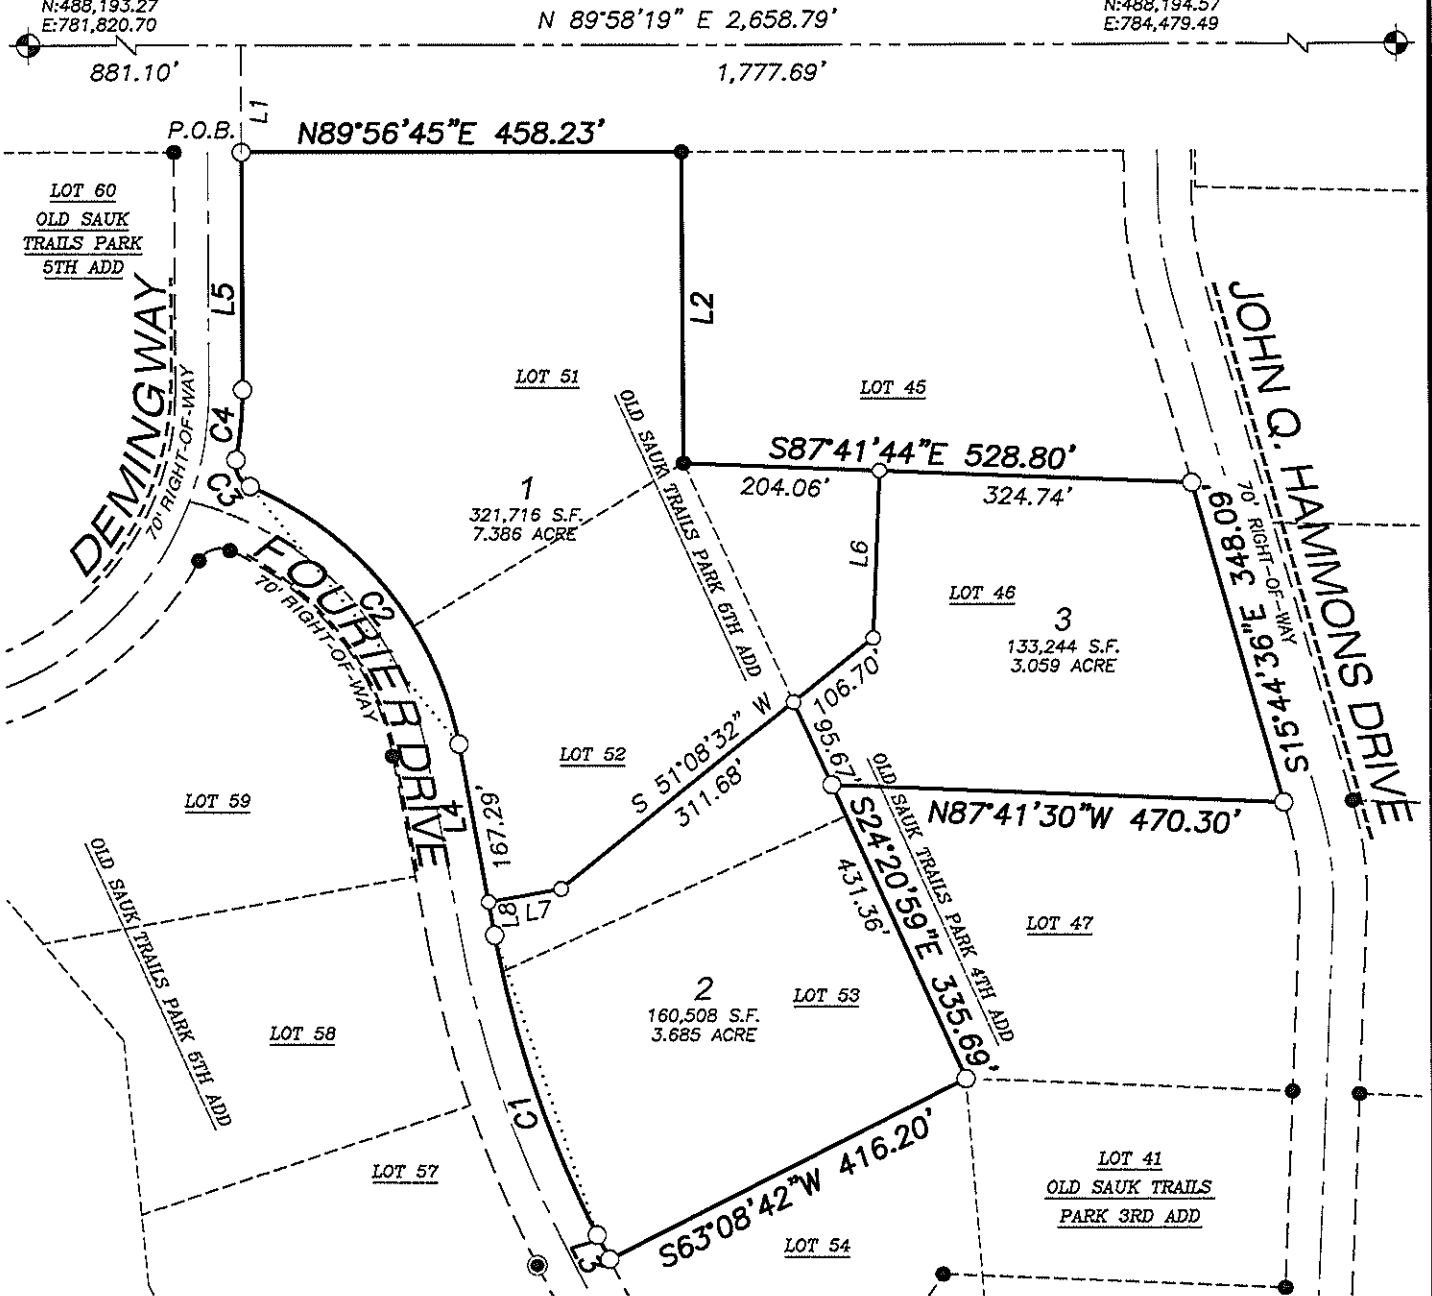 N:488,193.27
E:781,820.70
N 89°58'19" E 2,658.79'
N:488,194.57
E:784,479.49
881.10'
1,777.69'
L1
P.O.B.
N89°56'45"E 458.23'
LOT 60
OLD SAUK
TRAILS PARK
5TH ADD
DEMING WAY
70' RIGHT-OF-WAY
L5
L2
C4
C3
LOT 51
LOT 45
JOHN Q. HAMMONS DRIVE
70' RIGHT-OF-WAY
S87°41'44"E 528.80'
204.06'
324.74'
1
321,716 S.F.
7.386 ACRE
OLD SAUK TRAILS PARK 6TH ADD
L6
LOT 46
3
133,244 S.F.
3.059 ACRE
S15°44'36"E 348.09'
FOURIER DRIVE
70' RIGHT-OF-WAY
C2
LOT 52
S 51°08'32" W
311.68'
106.70'
95.67'
N87°41'30"W 470.30'
LOT 59
L4
167.29'
L8
L7
S24°20'59"E 335.69'
431.36'
OLD SAUK TRAILS PARK 4TH ADD
LOT 47
OLD SAUK TRAILS PARK 5TH ADD
LOT 58
2
160,508 S.F.
3.685 ACRE
LOT 53
C1
LOT 57
S63°08'42"W 416.20'
L3
LOT 54
LOT 41
OLD SAUK TRAILS
PARK 3RD ADD